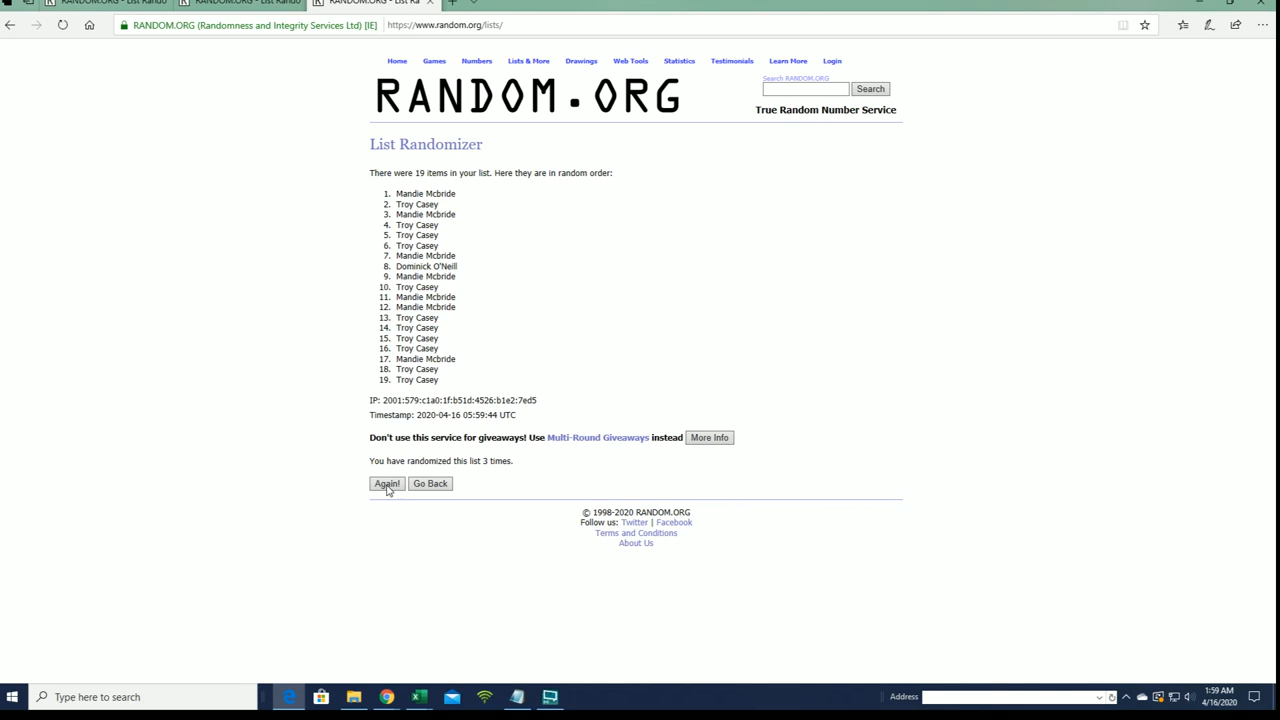 RANDOM.ORG - List Rando
RANDOM.ORG - List Rando
RANDOM.ORG - List Ra
RANDOM.ORG (Randomness and Integrity Services Ltd) [IE] https://www.random.org/lists/
Home Games Numbers Lists & More Drawings Web Tools Statistics Testimonials Learn More Login
Search RANDOM.ORG
RANDOM.ORG
Search
True Random Number Service
List Randomizer
There were 19 items in your list. Here they are in random order:
1. Mandie Mcbride
2. Troy Casey
3. Mandie Mcbride
4. Troy Casey
5. Troy Casey
6. Troy Casey
7. Mandie Mcbride
8. Dominick O'Neill
9. Mandie Mcbride
10. Troy Casey
11. Mandie Mcbride
12. Mandie Mcbride
13. Troy Casey
14. Troy Casey
15. Troy Casey
16. Troy Casey
17. Mandie Mcbride
18. Troy Casey
19. Troy Casey
IP: 2001:579:c1a0:1f:b51d:4526:b1e2:7ed5
Timestamp: 2020-04-16 05:59:44 UTC
Don't use this service for giveaways! Use Multi-Round Giveaways instead More Info
You have randomized this list 3 times.
Again! Go Back
© 1998-2020 RANDOM.ORG
Follow us: Twitter | Facebook
Terms and Conditions
About Us
Type here to search
Address
1:59 AM
4/16/2020